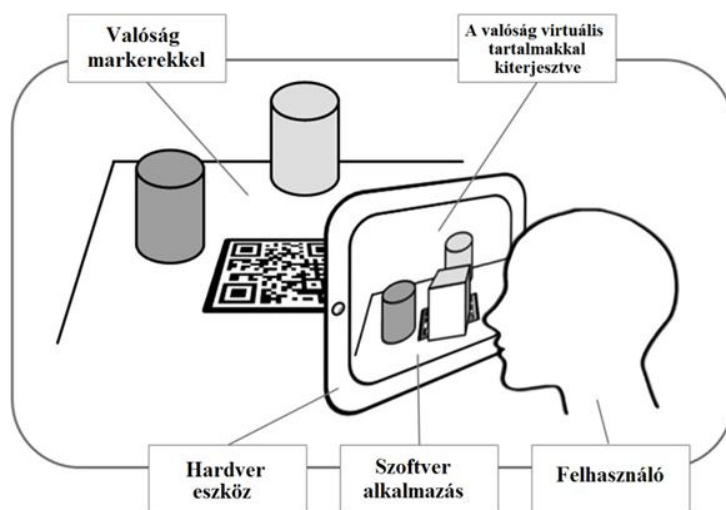 Valóság
markerekkel
A valóság virtuális
tartalmakkal
kiterjesztve
Hardver
eszköz
Szoftver
alkalmazás
Felhasználó